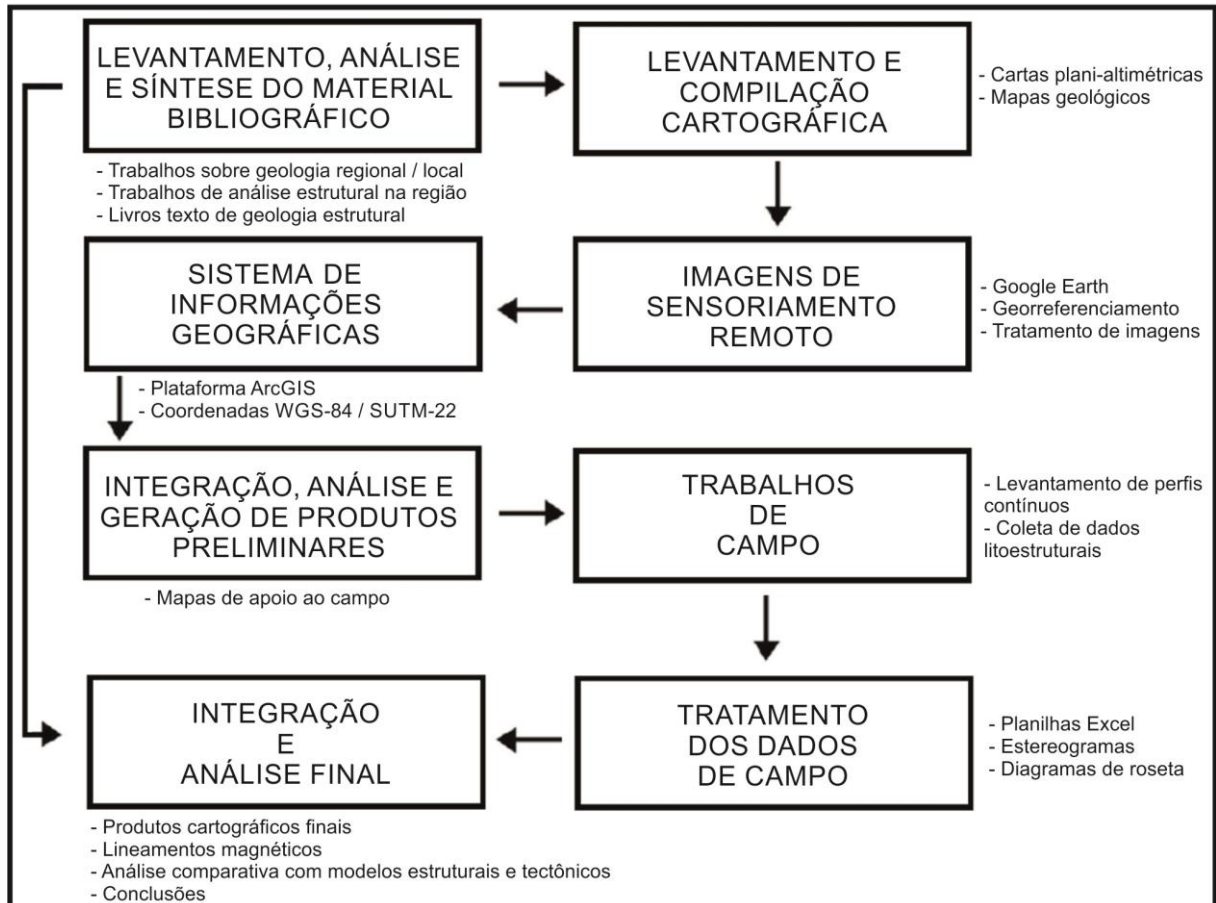 LEVANTAMENTO, ANÁLISE
E SÍNTESE DO MATERIAL
BIBLIOGRÁFICO
- Trabalhos sobre geologia regional / local
- Trabalhos de análise estrutural na região
- Livros texto de geologia estrutural
LEVANTAMENTO E
COMPILAÇÃO
CARTOGRÁFICA
- Cartas plani-altimétricas
- Mapas geológicos
IMAGENS DE
SENSORIAMENTO
REMOTO
- Google Earth
- Georreferenciamento
- Tratamento de imagens
SISTEMA DE
INFORMAÇÕES
GEOGRÁFICAS
- Plataforma ArcGIS
- Coordenadas WGS-84 / SUTM-22
INTEGRAÇÃO, ANÁLISE E
GERAÇÃO DE PRODUTOS
PRELIMINARES
- Mapas de apoio ao campo
TRABALHOS
DE
CAMPO
- Levantamento de perfis
contínuos
- Coleta de dados
litoestruturais
TRATAMENTO
DOS DADOS
DE CAMPO
- Planilhas Excel
- Estereogramas
- Diagramas de roseta
INTEGRAÇÃO
E
ANÁLISE FINAL
- Produtos cartográficos finais
- Lineamentos magnéticos
- Análise comparativa com modelos estruturais e tectônicos
- Conclusões